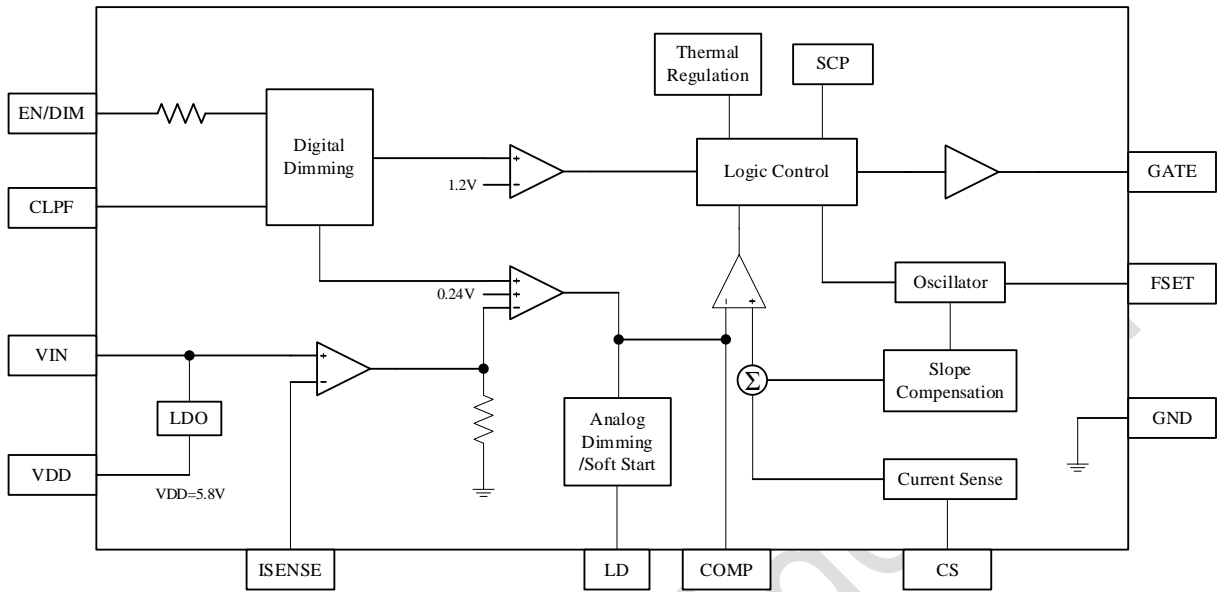 Thermal
Regulation
SCP
EN/DIM
Digital
Dimming
+
−
1.2V
Logic Control
GATE
CLPF
+
+
−
0.24V
−
+
Oscillator
FSET
VIN
+
−
Σ
Slope
Compensation
LDO
Analog
Dimming
/Soft Start
GND
VDD
VDD=5.8V
Current Sense
ISENSE
LD
COMP
CS